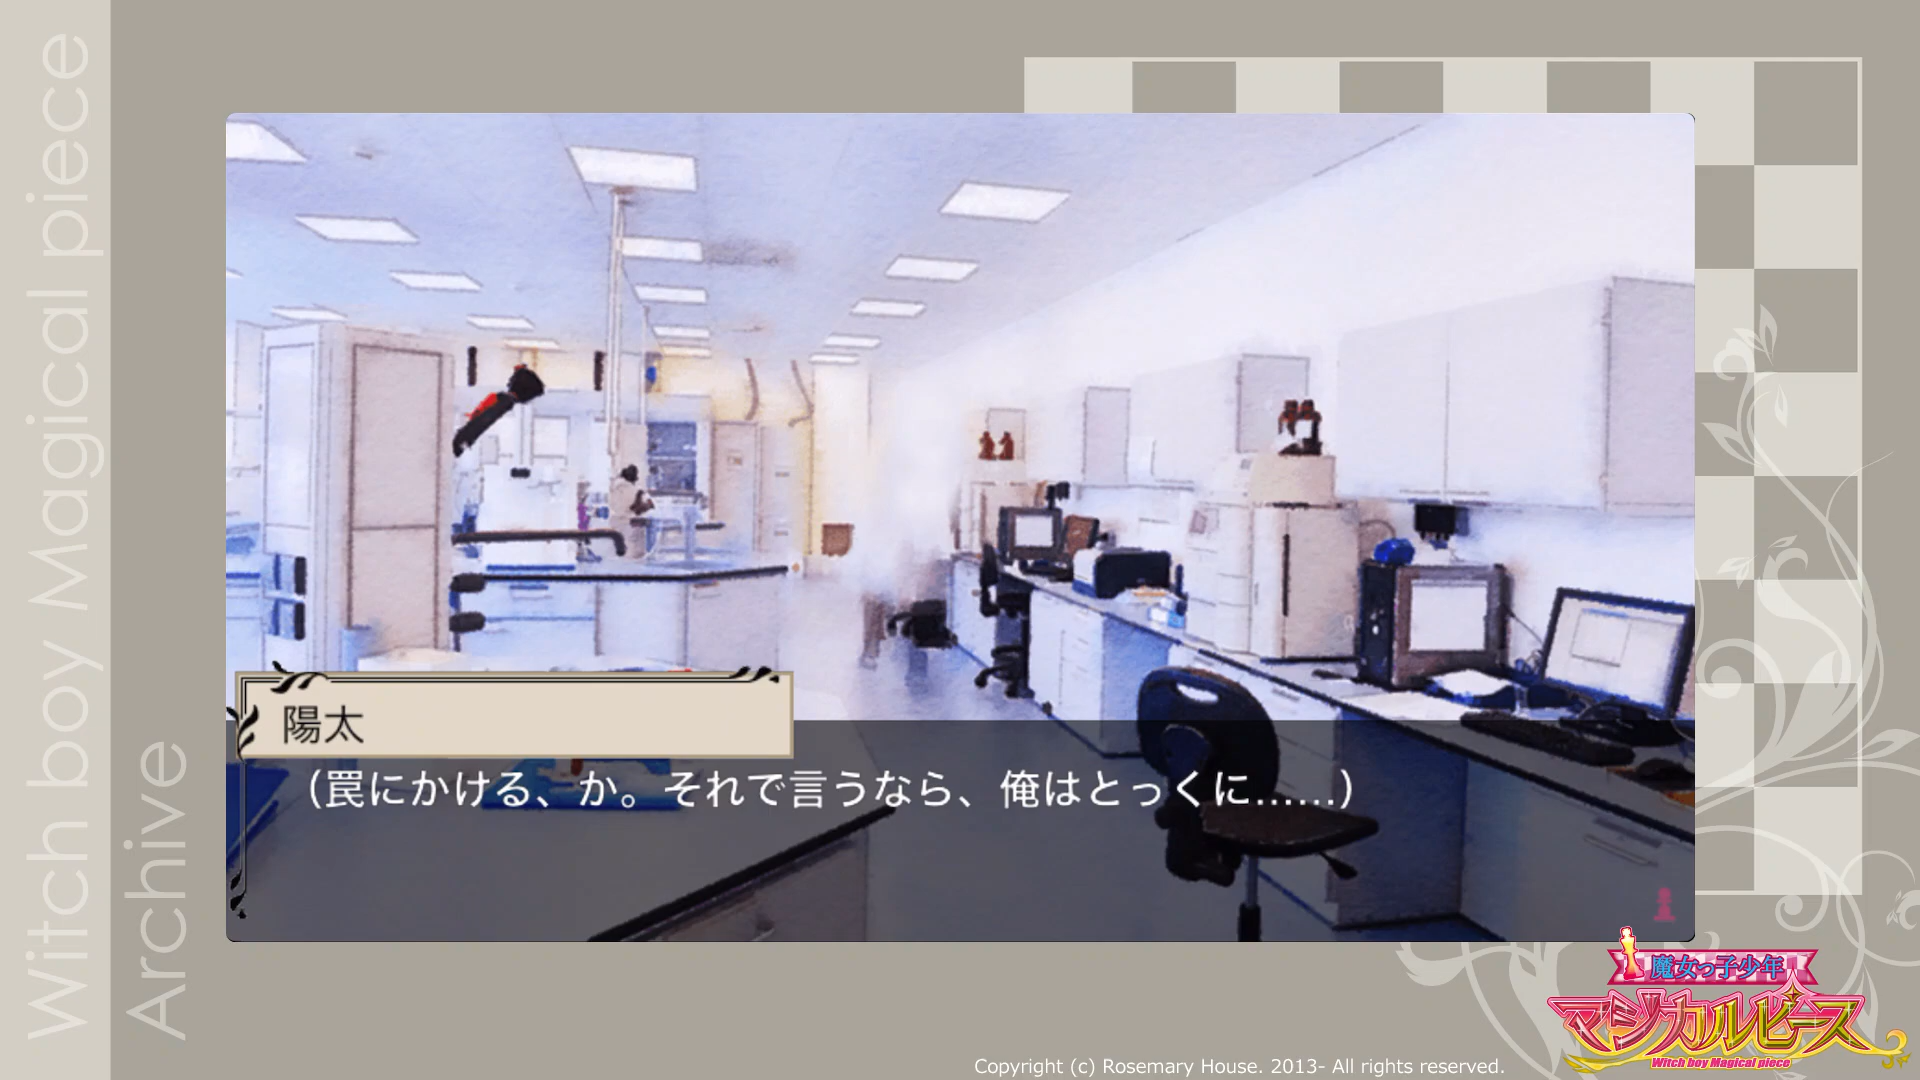 Witch boy Magical piece
Archive
陽太
（罠にかける、か。それで言うなら、俺はとっくに……）
魔女っ子少年
マジカルピース
Witch boy Magical piece
Copyright (c) Rosemary House. 2013- All rights reserved.